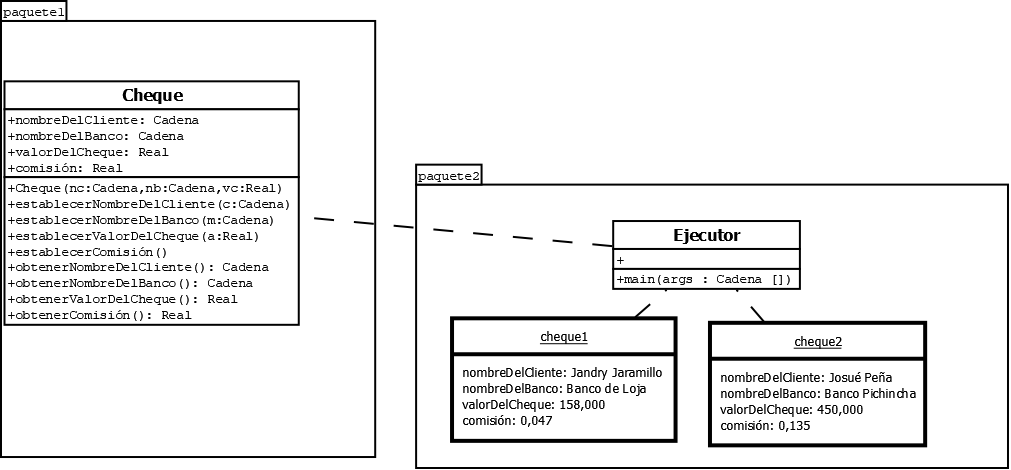 paquete1
Cheque
+nombreDelCliente: Cadena
+nombreDelBanco: Cadena
+valorDelCheque: Real
+comisión: Real
+Cheque(nc:Cadena,nb:Cadena,vc:Real)
+establecerNombreDelCliente(c:Cadena)
+establecerNombreDelBanco(m:Cadena)
+establecerValorDelCheque(a:Real)
+establecerComisión()
+obtenerNombreDelCliente(): Cadena
+obtenerNombreDelBanco(): Cadena
+obtenerValorDelCheque(): Real
+obtenerComisión(): Real
paquete2
Ejecutor
+
+main(args : Cadena [])
cheque1
nombreDelCliente: Jandry Jaramillo
nombreDelBanco: Banco de Loja
valorDelCheque: 158,000
comisión: 0,047
cheque2
nombreDelCliente: Josué Peña
nombreDelBanco: Banco Pichincha
valorDelCheque: 450,000
comisión: 0,135